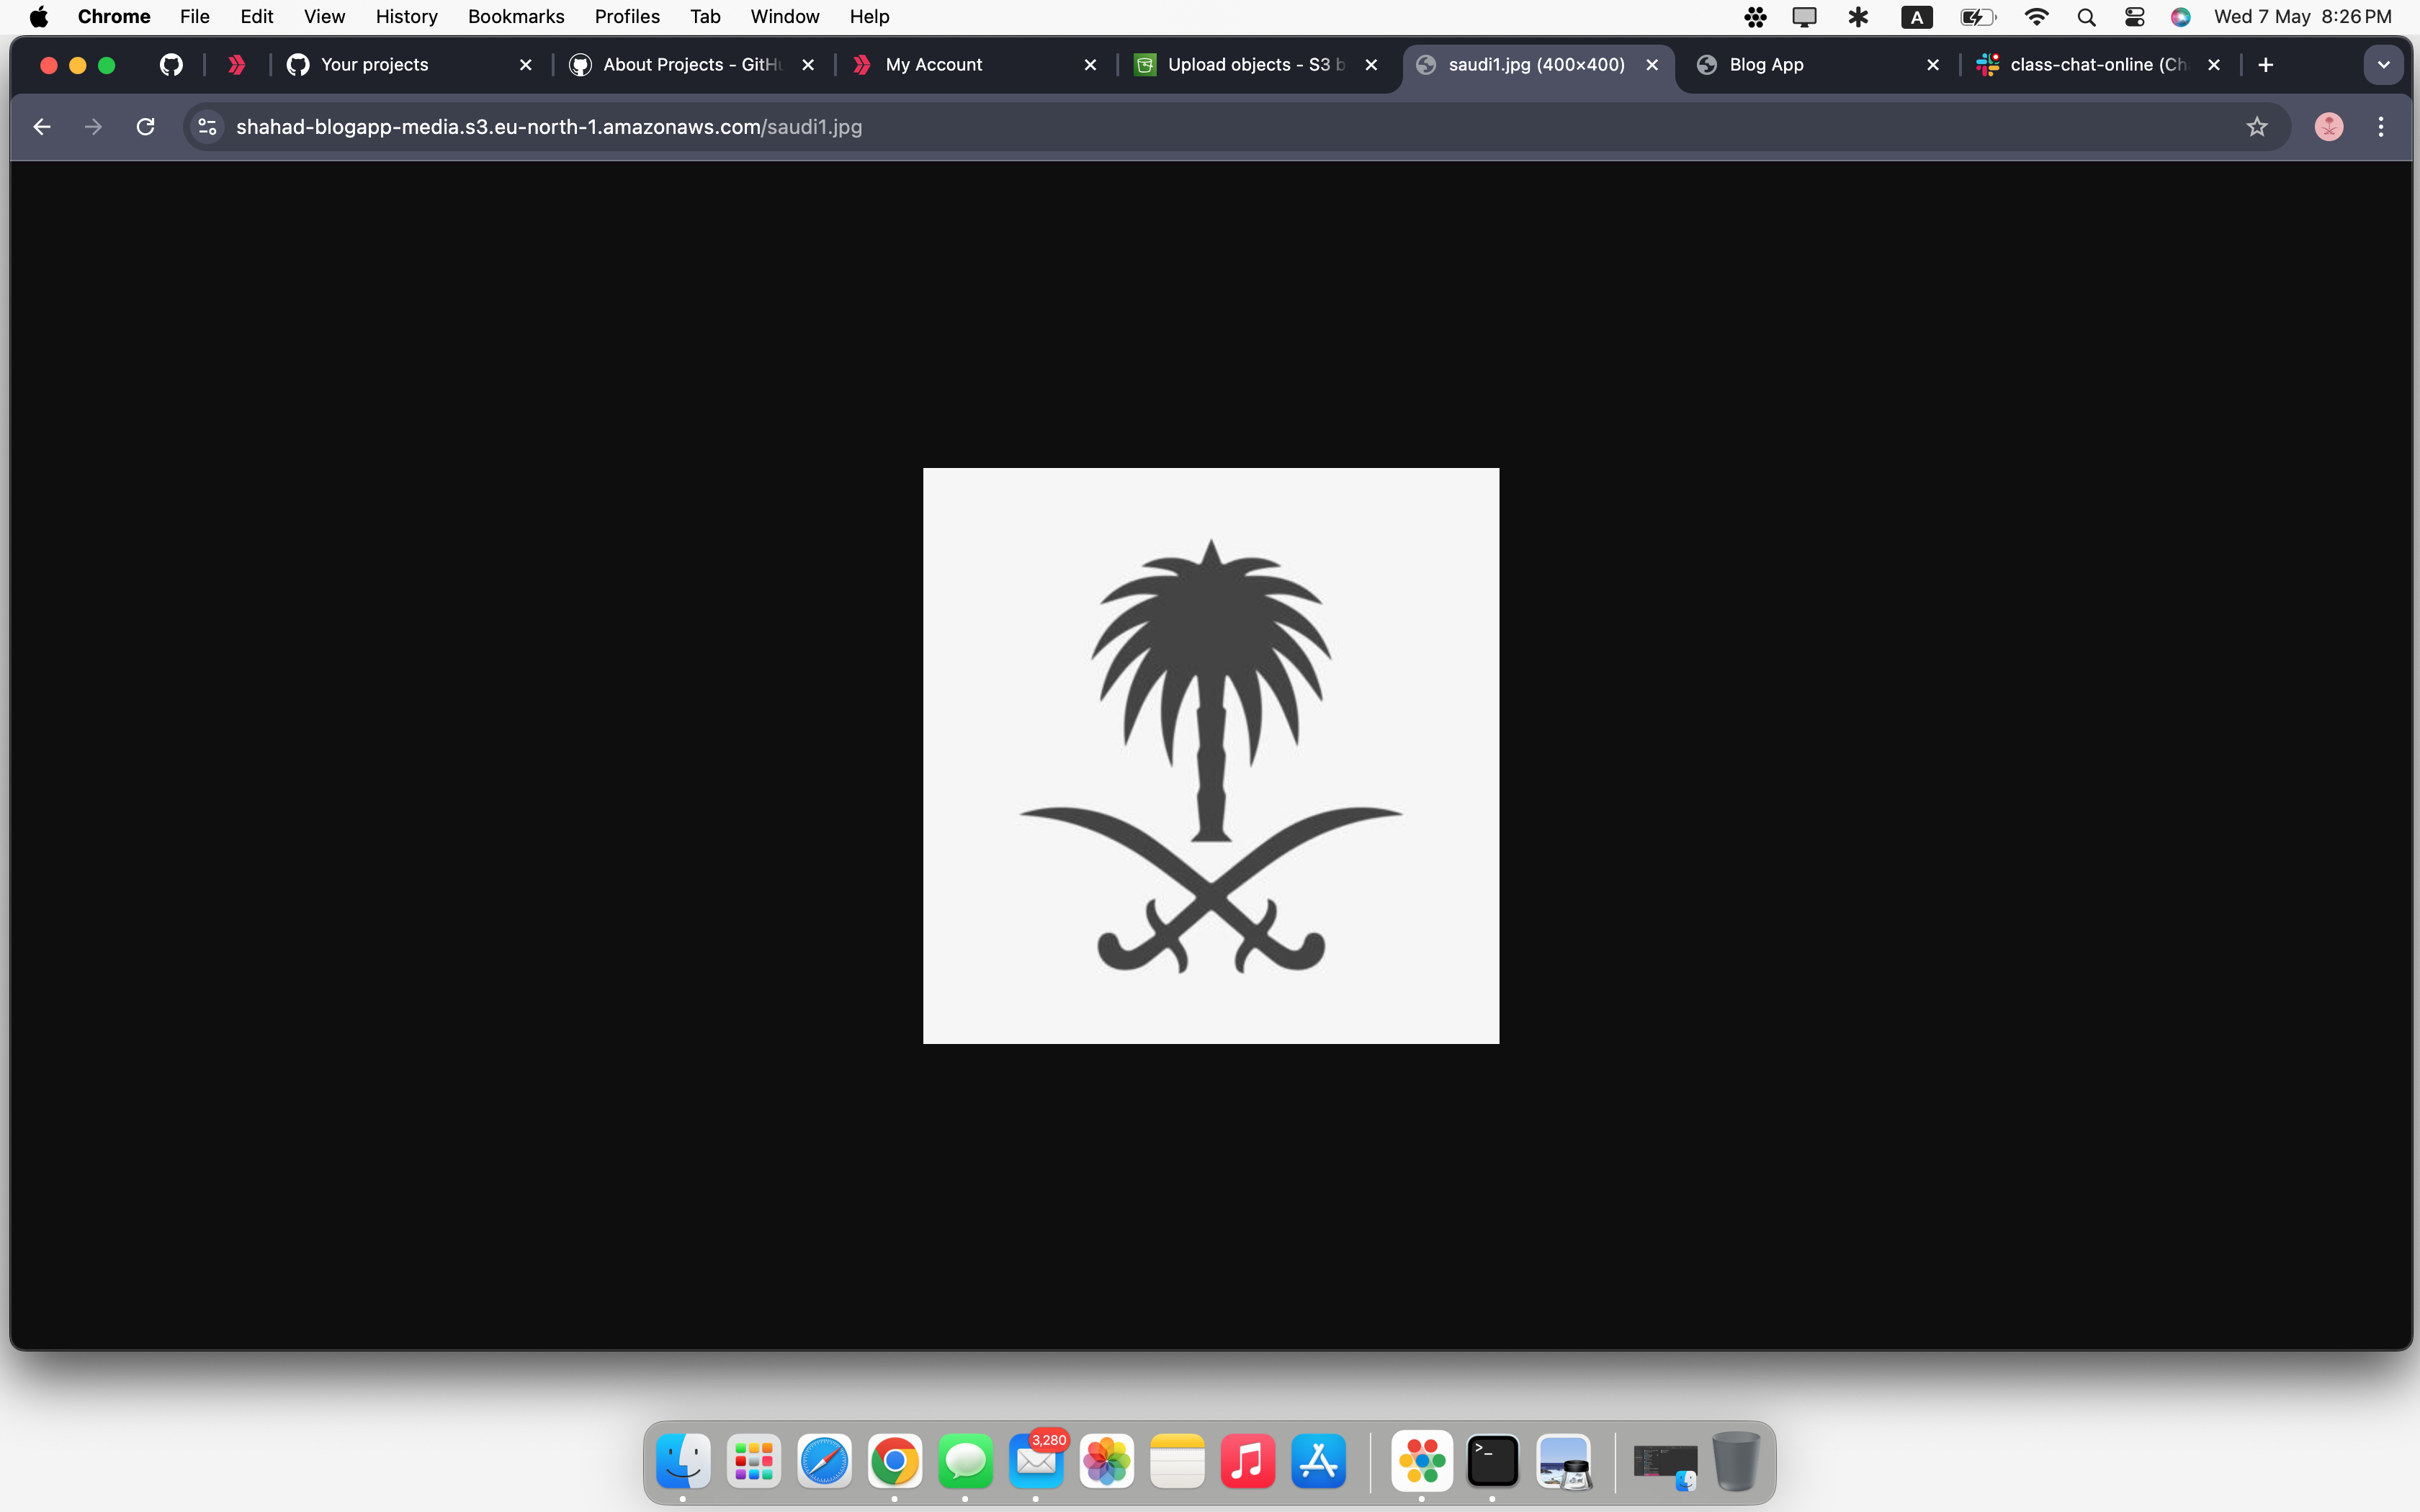 Chrome File Edit View History Bookmarks Profiles Tab Window Help A Wed 7 May 8:26 PM
Your projects About Projects - GitHu My Account Upload objects - S3 b saudi1.jpg (400×400) Blog App class-chat-online (Ch
shahad-blogapp-media.s3.eu-north-1.amazonaws.com/saudi1.jpg
3,280
>_